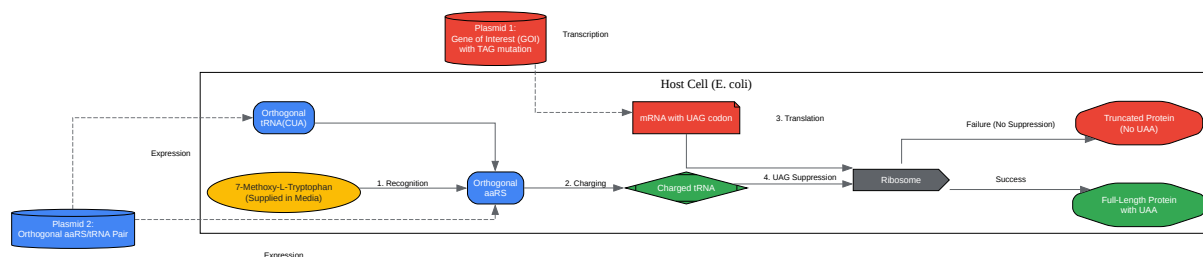 Plasmid 1:
Gene of Interest (GOI)
with TAG mutation
Transcription
Host Cell (E. coli)
Orthogonal
tRNA(CUA)
mRNA with UAG codon
3. Translation
Failure (No Suppression)
Truncated Protein
(No UAA)
Expression
7-Methoxy-L-Tryptophan
(Supplied in Media)
1. Recognition
Orthogonal
aaRS
2. Charging
Charged tRNA
4. UAG Suppression
Ribosome
Success
Full-Length Protein
with UAA
Plasmid 2:
Orthogonal aaRS/tRNA Pair
Expression